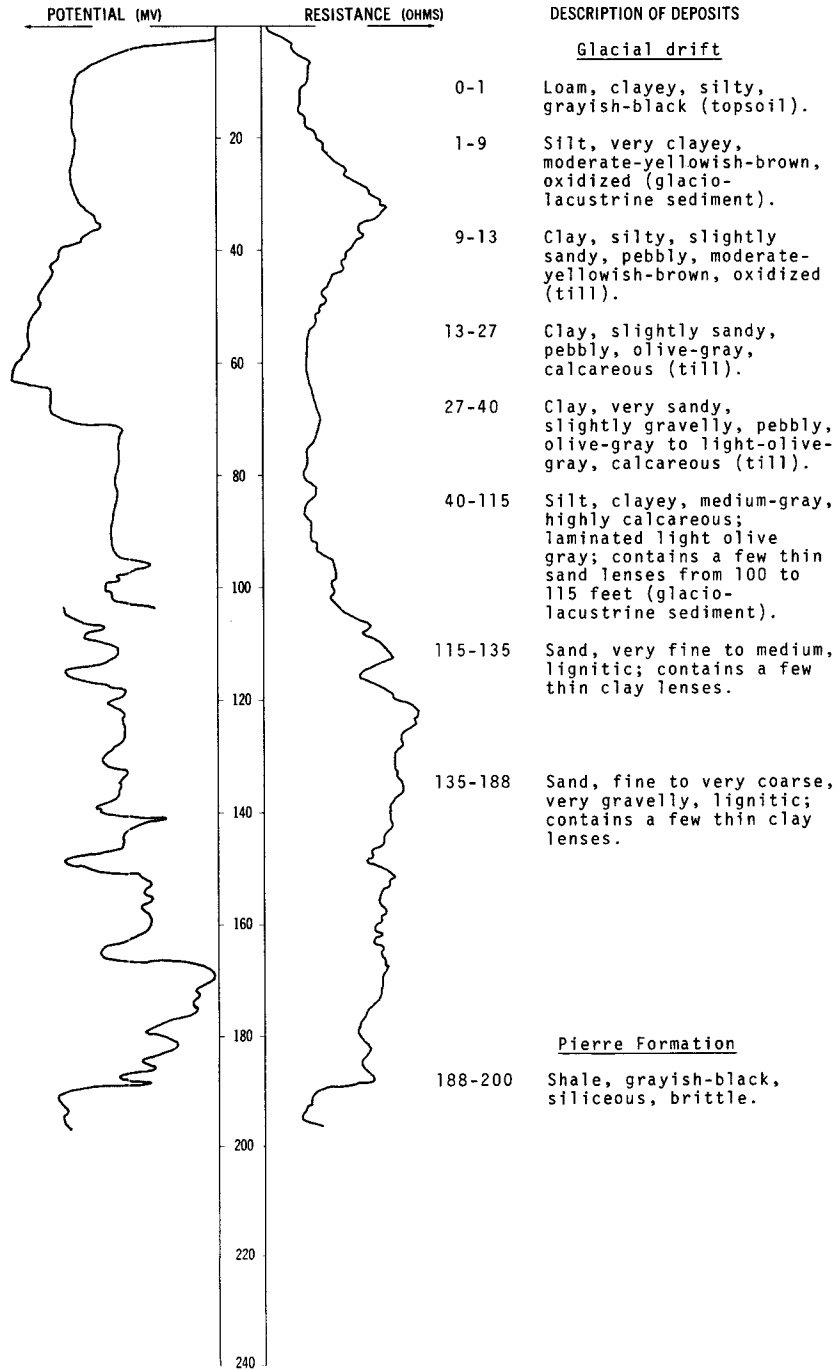 POTENTIAL (MV)
RESISTANCE (OHMS)
DESCRIPTION OF DEPOSITS
Glacial drift
0-1 Loam, clayey, silty,
grayish-black (topsoil).
1-9 Silt, very clayey,
moderate-yellowish-brown,
oxidized (glacio-
lacustrine sediment).
9-13 Clay, silty, slightly
sandy, pebbly, moderate-
yellowish-brown, oxidized
(till).
13-27 Clay, slightly sandy,
pebbly, olive-gray,
calcareous (till).
27-40 Clay, very sandy,
slightly gravelly, pebbly,
olive-gray to light-olive-
gray, calcareous (till).
40-115 Silt, clayey, medium-gray,
highly calcareous;
laminated light olive
gray; contains a few thin
sand lenses from 100 to
115 feet (glacio-
lacustrine sediment).
115-135 Sand, very fine to medium,
lignitic; contains a few
thin clay lenses.
135-188 Sand, fine to very coarse,
very gravelly, lignitic;
contains a few thin clay
lenses.
Pierre Formation
188-200 Shale, grayish-black,
siliceous, brittle.
20
40
60
80
100
120
140
160
180
200
220
240